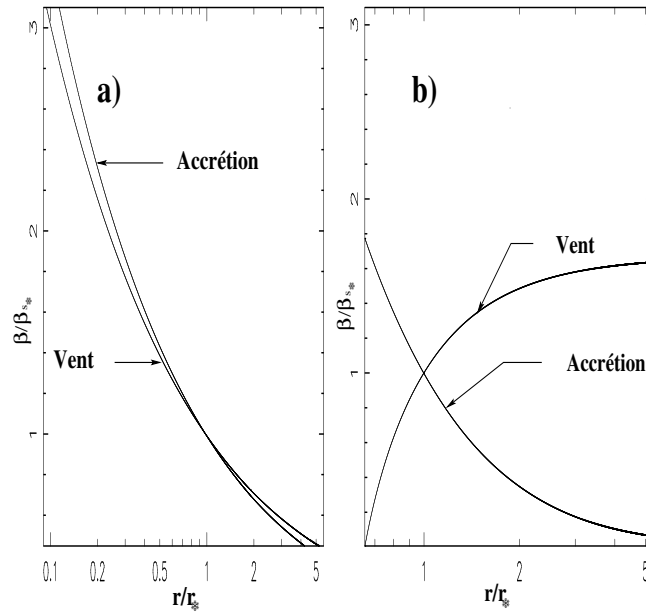 a)
Accrétion
Vent
β/βs*
3
2
1
0.1 0.2 0.5 1 2 5
r/r*
b)
Vent
Accrétion
β/βs*
3
2
1
1 2 5
r/r*